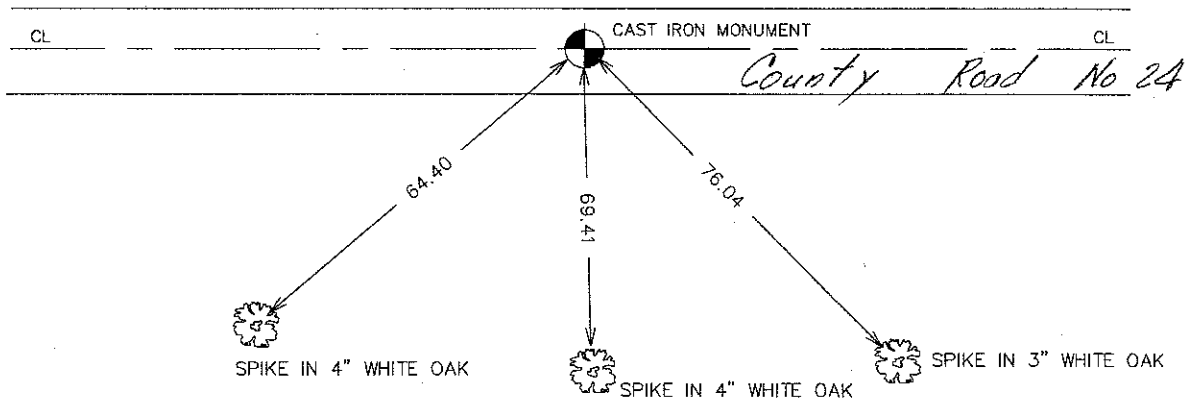 CL CAST IRON MONUMENT CL
County Road No 24
64.40
69.41
76.04
SPIKE IN 4" WHITE OAK
SPIKE IN 4" WHITE OAK
SPIKE IN 3" WHITE OAK